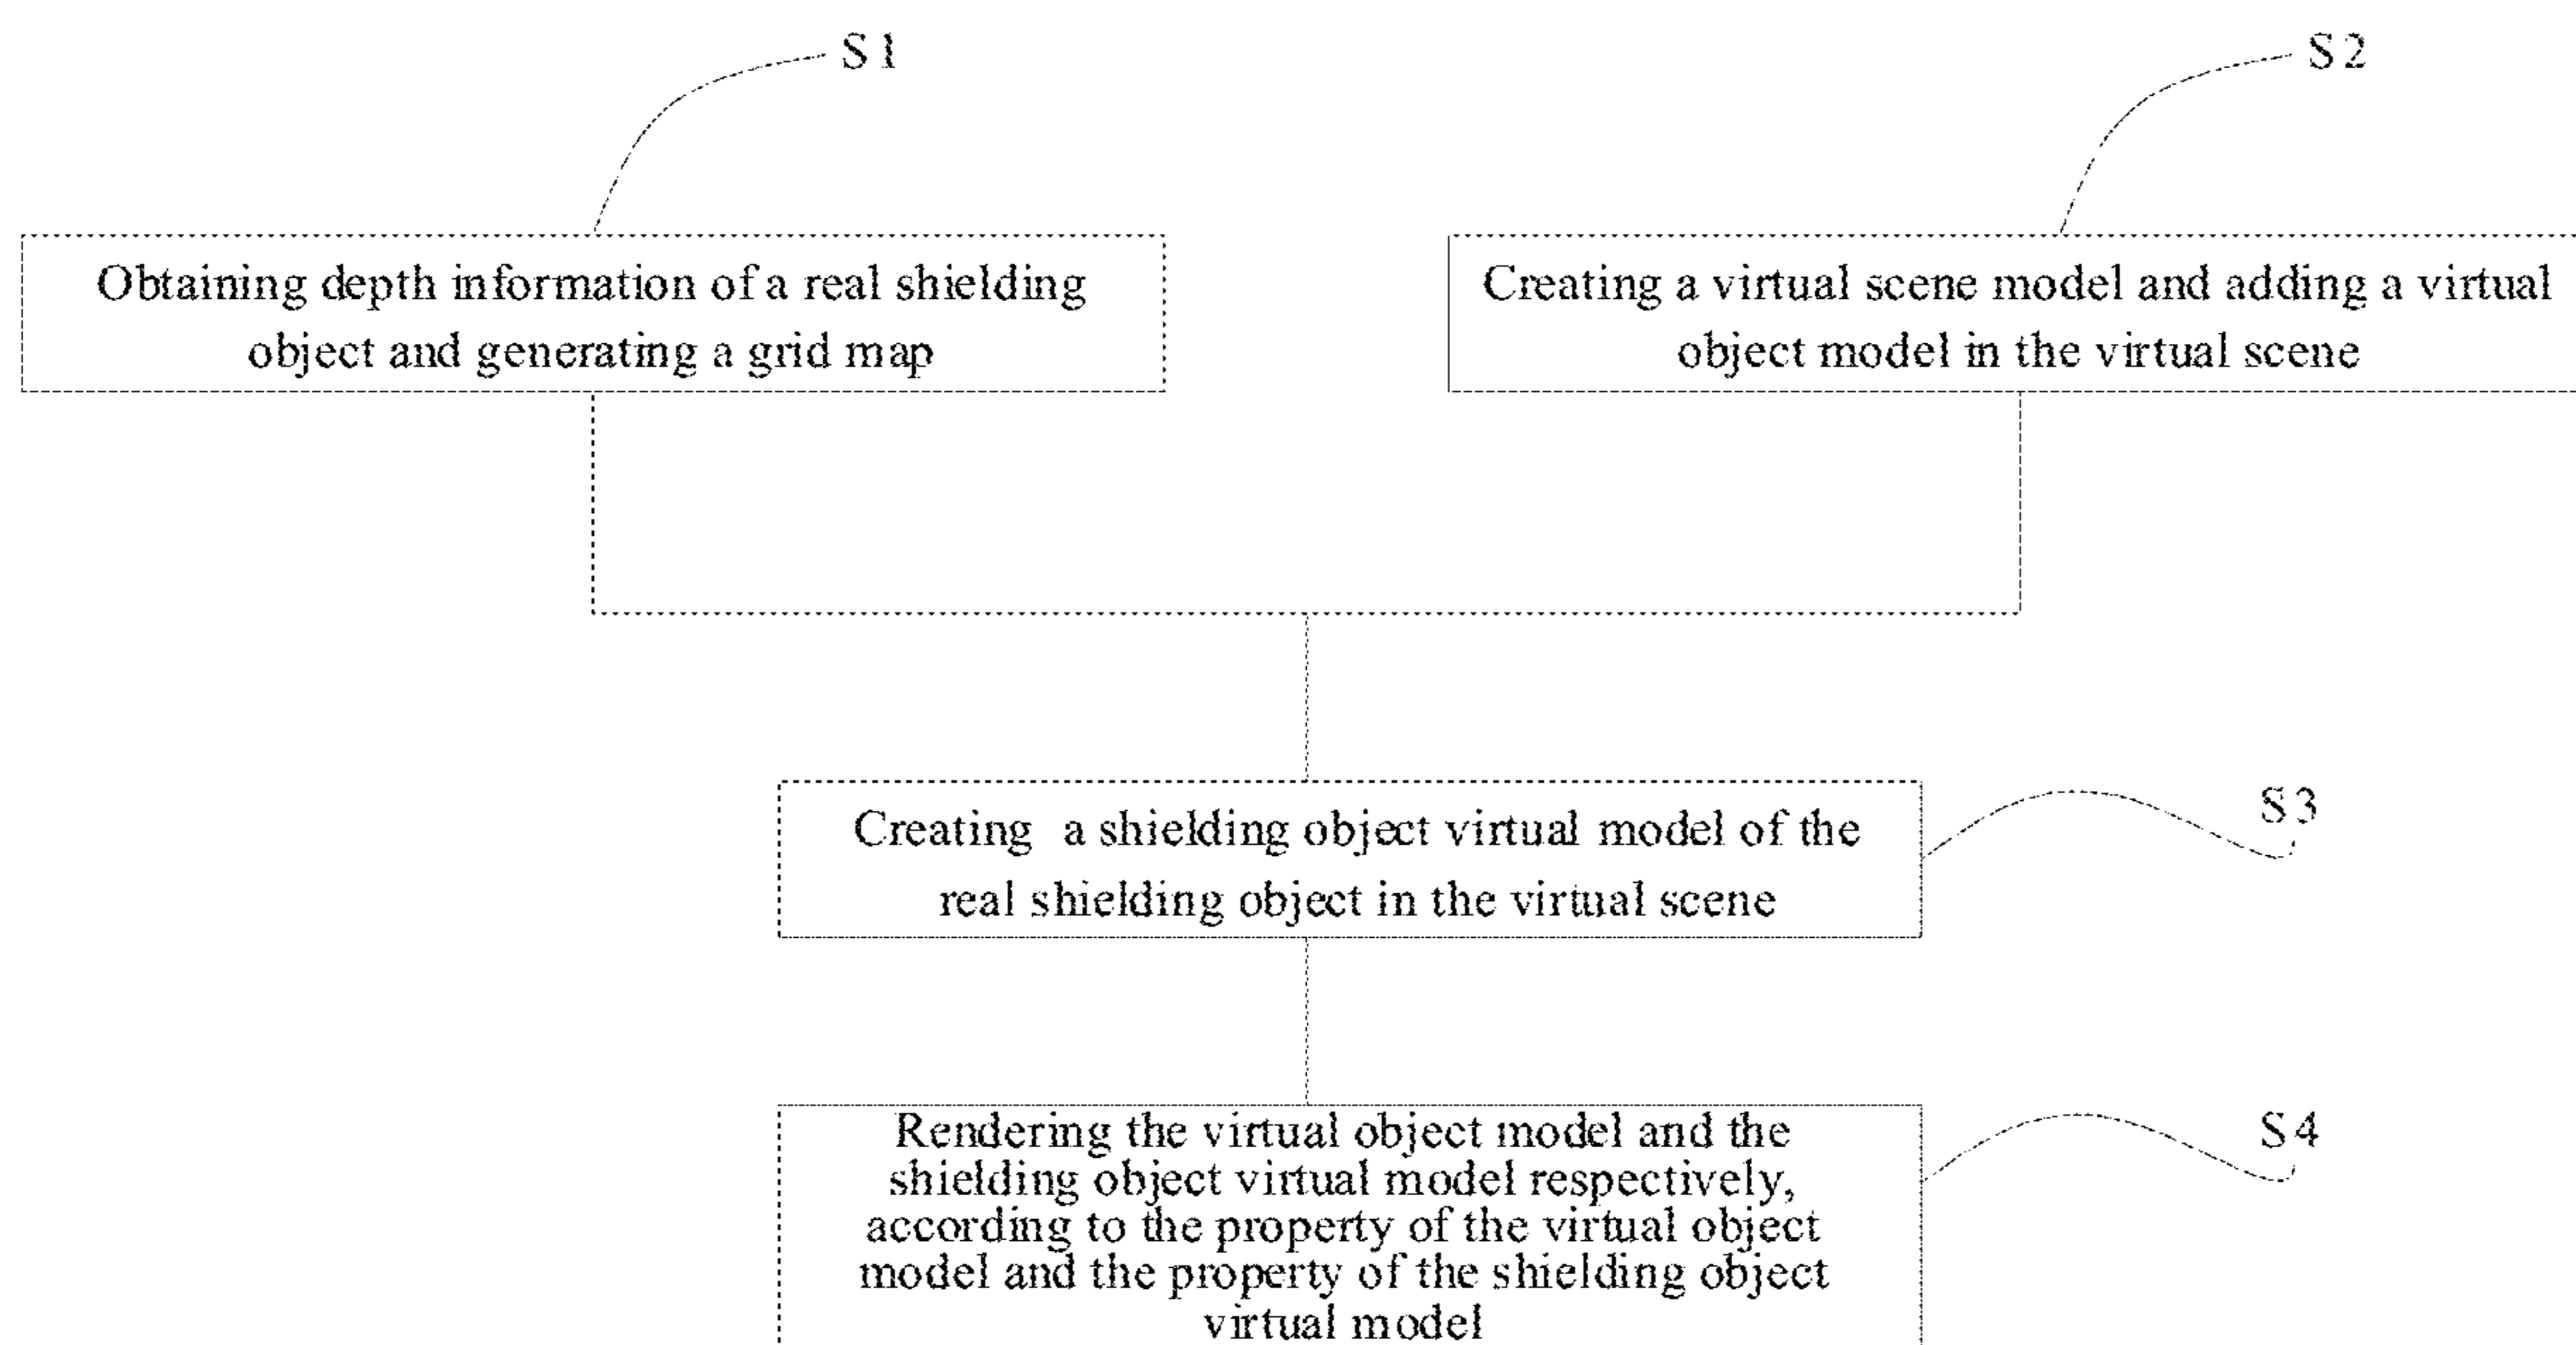 S1
S2
Obtaining depth information of a real shielding
object and generating a grid map
Creating a virtual scene model and adding a virtual
object model in the virtual scene
Creating a shielding object virtual model of the
real shielding object in the virtual scene
S3
Rendering the virtual object model and the
shielding object virtual model respectively,
according to the property of the virtual object
model and the property of the shielding object
virtual model
S4